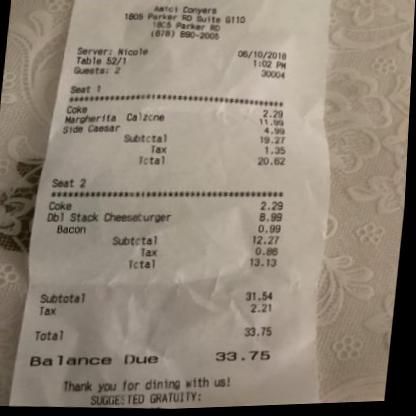 Amici Conyers
1805 Parker RD Suite G110
1805 Parker RD
(678) 890-2005
Server: Nicole 06/10/2018
Table 52/1 1:02 PM
Guests: 2 30004
Seat 1
Coke 2.29
Margherita Calzone 11.99
Side Caesar 4.99
Subtotal 19.27
Tax 1.35
Total 20.62
Seat 2
Coke 2.29
Dbl Stack Cheeseburger 8.99
Bacon 0.99
Subtotal 12.27
Tax 0.86
Total 13.13
Subtotal 31.54
Tax 2.21
Total 33.75
Balance Due 33.75
Thank you for dining with us!
SUGGESTED GRATUITY: